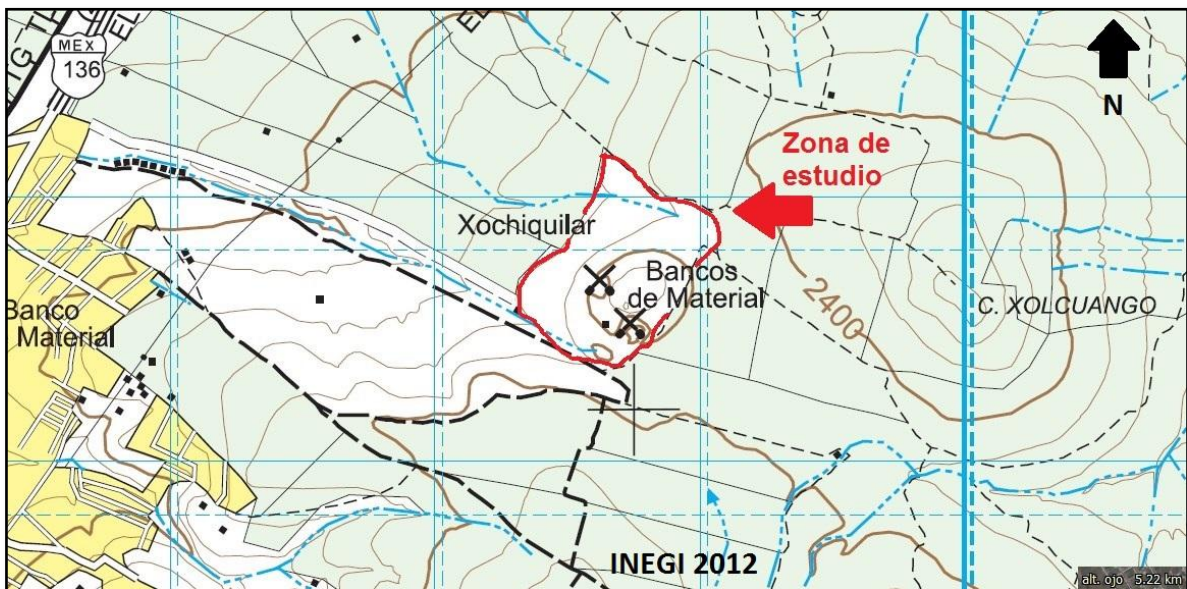 MEX
136
N
Zona de
estudio
Xochiquilar
Bancos
de Material
2400
C. XOLCUANGO
Banco
Material
INEGI 2012
alt. ojo 5.22 km